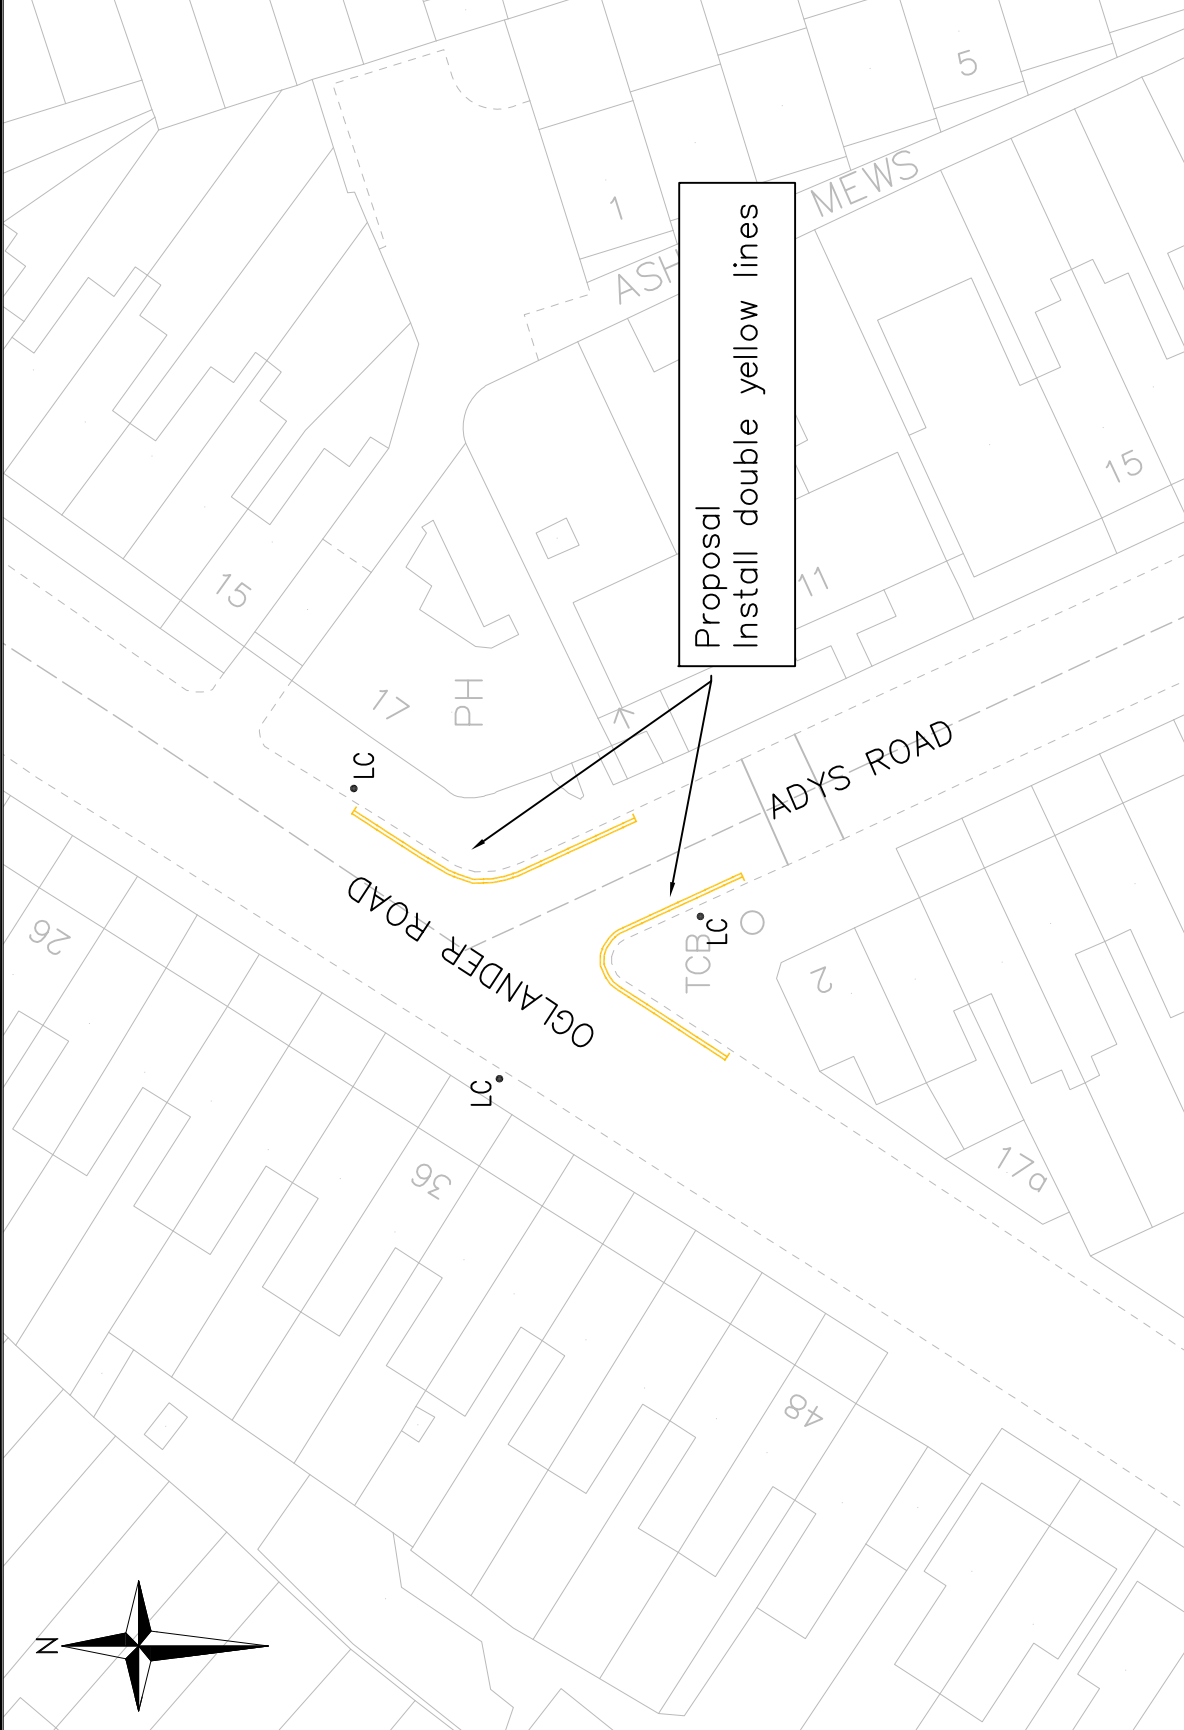 Proposal
Install double yellow lines
OGLANDER ROAD
ADYS ROAD
ASH
MEWS
LC
LC
LC
TCB
PH
1
5
11
15
15
17
2
17a
26
36
48
N